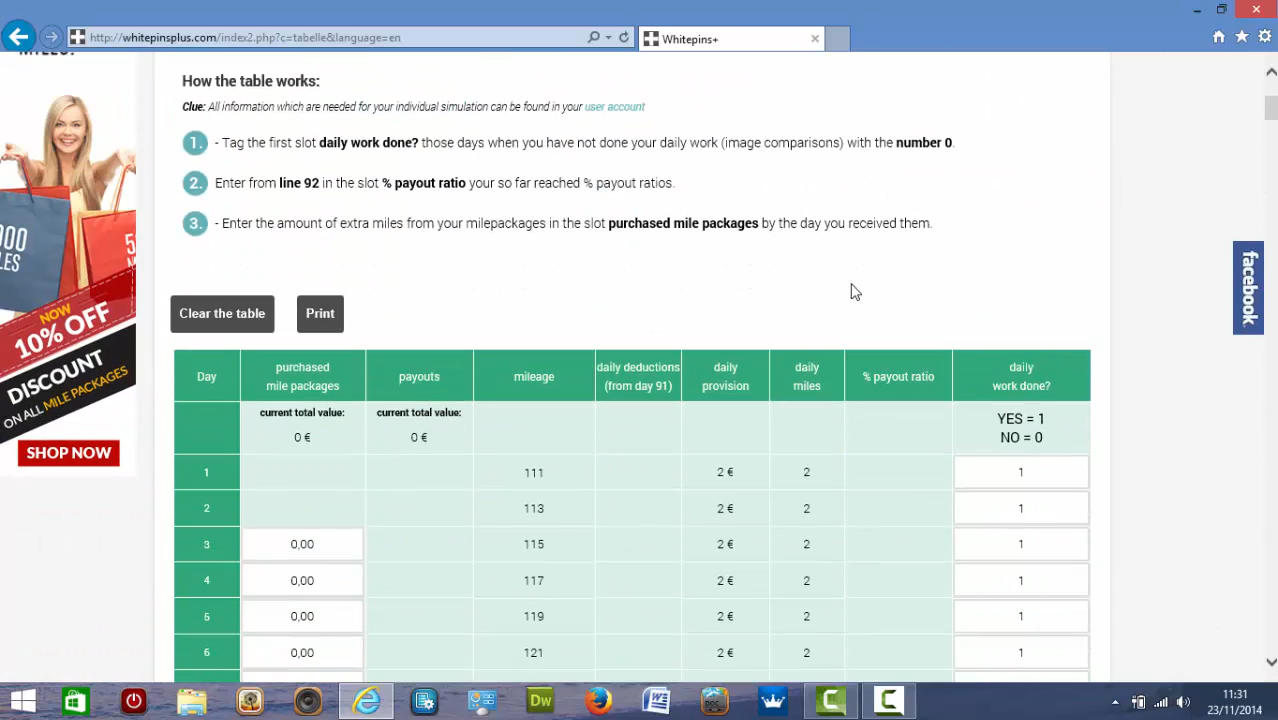 http://whitepinsplus.com/index2.php?c=tabelle&language=en
Whitepins+
How the table works:
Clue: All information which are needed for your individual simulation can be found in your user account
1. - Tag the first slot daily work done? those days when you have not done your daily work (image comparisons) with the number 0.
2. Enter from line 92 in the slot % payout ratio your so far reached % payout ratios.
3. - Enter the amount of extra miles from your milepackages in the slot purchased mile packages by the day you received them.
NOW
10% OFF
DISCOUNT
ON ALL MILE PACKAGES
SHOP NOW
facebook
Clear the table Print
Day purchased mile packages payouts mileage daily deductions (from day 91) daily provision daily miles % payout ratio daily work done?
current total value: current total value: YES = 1
0 € 0 € NO = 0
1 111 2 € 2 1
2 113 2 € 2 1
3 0,00 115 2 € 2 1
4 0,00 117 2 € 2 1
5 0,00 119 2 € 2 1
6 0,00 121 2 € 2 1
Dw
DOC
11:31
23/11/2014